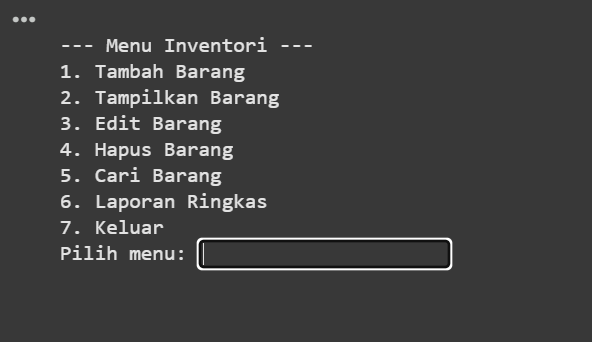 --- Menu Inventori ---
1. Tambah Barang
2. Tampilkan Barang
3. Edit Barang
4. Hapus Barang
5. Cari Barang
6. Laporan Ringkas
7. Keluar
Pilih menu: